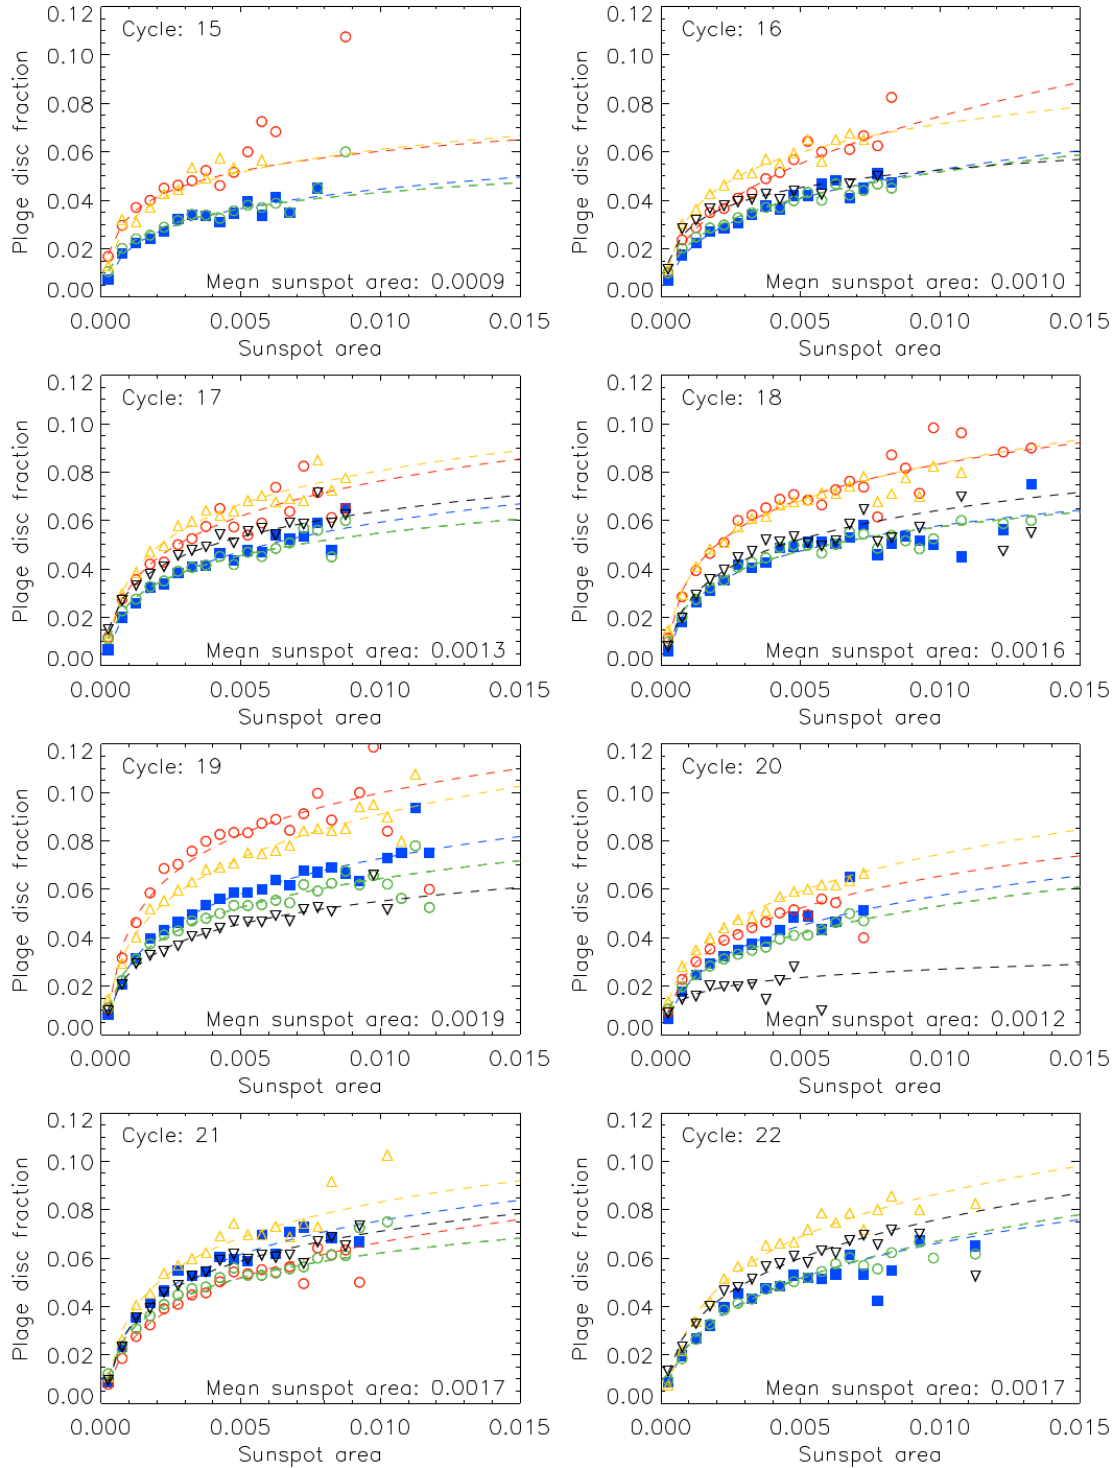 Cycle: 15
Plage disc fraction
0.12
0.10
0.08
0.06
0.04
0.02
0.00
Mean sunspot area: 0.0009
0.000 0.005 0.010 0.015
Sunspot area
Cycle: 16
Plage disc fraction
0.12
0.10
0.08
0.06
0.04
0.02
0.00
Mean sunspot area: 0.0010
0.000 0.005 0.010 0.015
Sunspot area
Cycle: 17
Plage disc fraction
0.12
0.10
0.08
0.06
0.04
0.02
0.00
Mean sunspot area: 0.0013
0.000 0.005 0.010 0.015
Sunspot area
Cycle: 18
Plage disc fraction
0.12
0.10
0.08
0.06
0.04
0.02
0.00
Mean sunspot area: 0.0016
0.000 0.005 0.010 0.015
Sunspot area
Cycle: 19
Plage disc fraction
0.12
0.10
0.08
0.06
0.04
0.02
0.00
Mean sunspot area: 0.0019
0.000 0.005 0.010 0.015
Sunspot area
Cycle: 20
Plage disc fraction
0.12
0.10
0.08
0.06
0.04
0.02
0.00
Mean sunspot area: 0.0012
0.000 0.005 0.010 0.015
Sunspot area
Cycle: 21
Plage disc fraction
0.12
0.10
0.08
0.06
0.04
0.02
0.00
Mean sunspot area: 0.0017
0.000 0.005 0.010 0.015
Sunspot area
Cycle: 22
Plage disc fraction
0.12
0.10
0.08
0.06
0.04
0.02
0.00
Mean sunspot area: 0.0017
0.000 0.005 0.010 0.015
Sunspot area